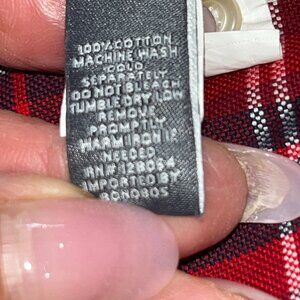 100% COTTON
MACHINE WASH
COLD
SEPARATELY
DO NOT BLEACH
TUMBLE DRY LOW
REMOVE
PROMPTLY
WARM IRON IF
NEEDED
RN# 128054
IMPORTED BY
BONOBOS